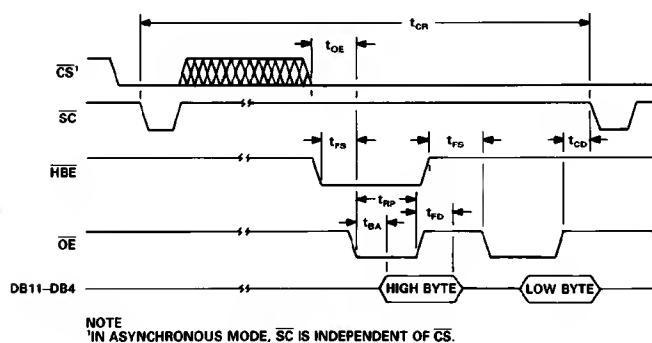 tCR
tOE
CS¹
SC
tFS
tFS
tCD
HBE
tRP
tBA
tFD
OE
DB11–DB4
HIGH BYTE
LOW BYTE
NOTE
¹IN ASYNCHRONOUS MODE, SC IS INDEPENDENT OF CS.